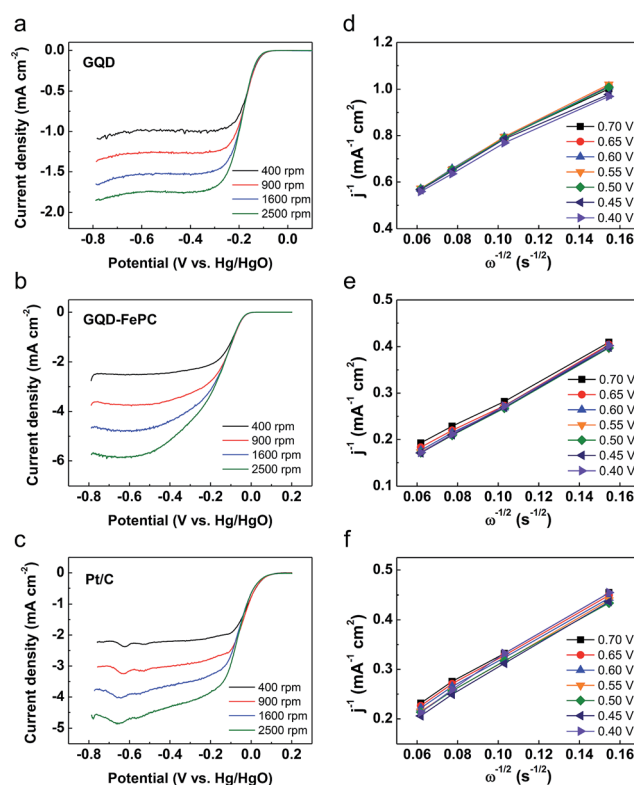 a
GQD
0.0
-0.5
-1.0
-1.5
-2.0
Current density (mA cm⁻²)
400 rpm
900 rpm
1600 rpm
2500 rpm
-0.8 -0.6 -0.4 -0.2 0.0
Potential (V vs. Hg/HgO)
d
1.2
1.0
0.8
0.6
0.4
j⁻¹ (mA⁻¹ cm²)
0.70 V
0.65 V
0.60 V
0.55 V
0.50 V
0.45 V
0.40 V
0.06 0.08 0.10 0.12 0.14 0.16
ω⁻¹/² (s⁻¹/²)
b
GQD-FePC
0
-2
-4
-6
Current density (mA cm⁻²)
400 rpm
900 rpm
1600 rpm
2500 rpm
-0.8 -0.6 -0.4 -0.2 0.0 0.2
Potential (V vs. Hg/HgO)
e
0.5
0.4
0.3
0.2
0.1
j⁻¹ (mA⁻¹ cm²)
0.70 V
0.65 V
0.60 V
0.55 V
0.50 V
0.45 V
0.40 V
0.06 0.08 0.10 0.12 0.14 0.16
ω⁻¹/² (s⁻¹/²)
c
Pt/C
0
-1
-2
-3
-4
-5
Current density (mA cm⁻²)
400 rpm
900 rpm
1600 rpm
2500 rpm
-0.8 -0.6 -0.4 -0.2 0.0 0.2
Potential (V vs. Hg/HgO)
f
0.5
0.4
0.3
0.2
j⁻¹ (mA⁻¹ cm²)
0.70 V
0.65 V
0.60 V
0.55 V
0.50 V
0.45 V
0.40 V
0.06 0.08 0.10 0.12 0.14 0.16
ω⁻¹/² (s⁻¹/²)